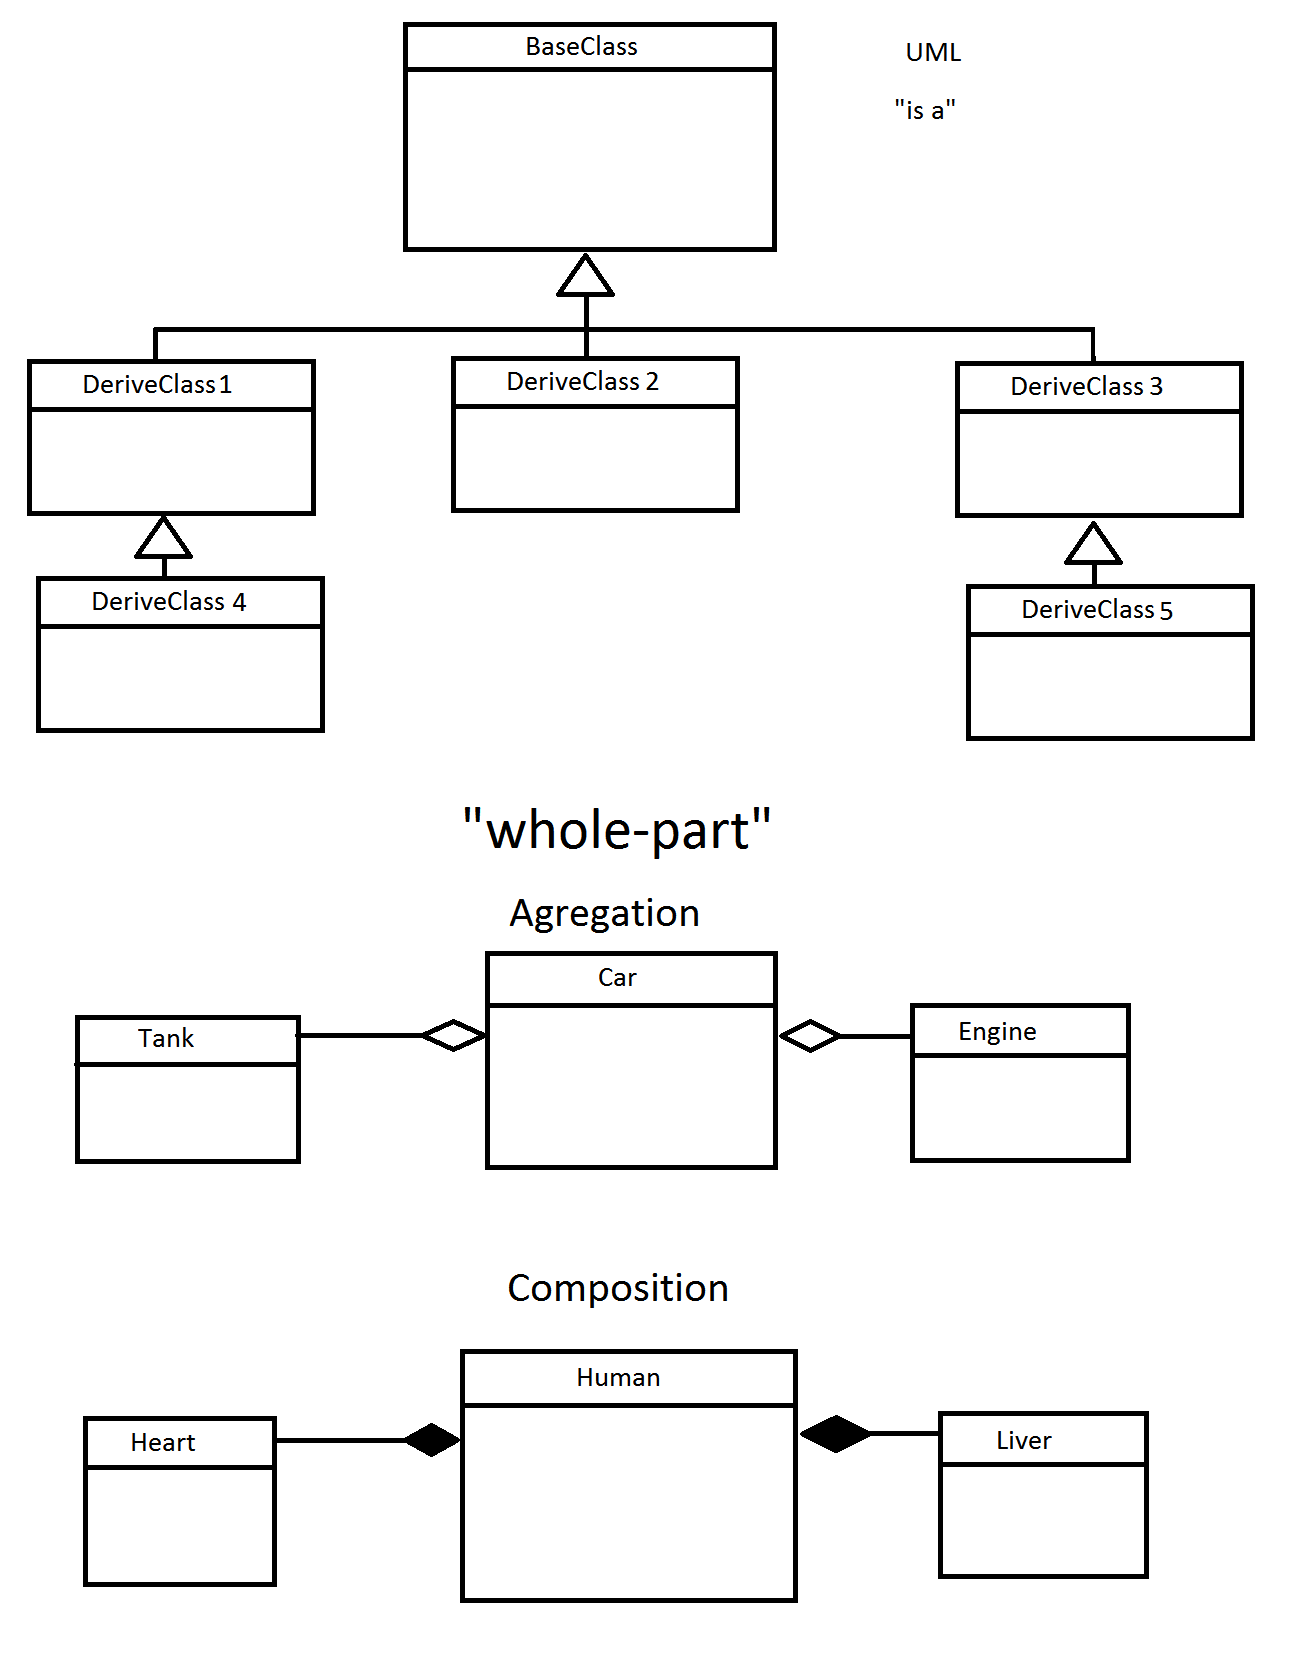 BaseClass
UML
"is a"
DeriveClass 1
DeriveClass 2
DeriveClass 3
DeriveClass 4
DeriveClass 5
"whole-part"
Agregation
Car
Tank
Engine
Composition
Human
Heart
Liver